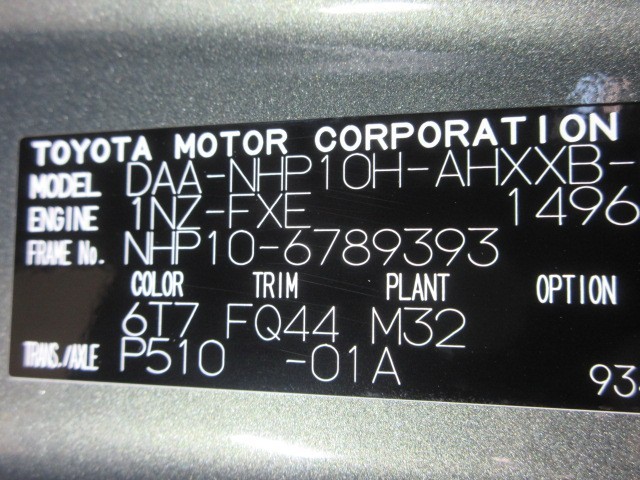 TOYOTA MOTOR CORPORATION
MODEL DAA-NHP10H-AHXXB-
ENGINE 1NZ-FXE 1496
FRAME No. NHP10-6789393
COLOR TRIM PLANT OPTION
6T7 FQ44 M32
TRANS./AXLE P510 -01A